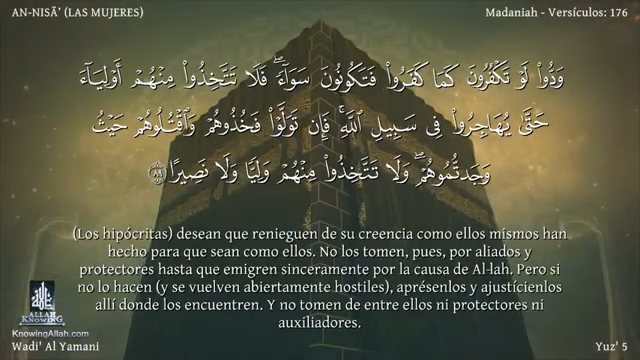 AN-NISĀ’ (LAS MUJERES)
Madaniah - Versículos: 176
وَدُّوا۟ لَوْ تَكْفُرُونَ كَمَا كَفَرُوا۟ فَتَكُونُونَ سَوَآءً ۖ فَلَا تَتَّخِذُوا۟ مِنْهُمْ أَوْلِيَآءَ
حَتَّىٰ يُهَاجِرُوا۟ فِى سَبِيلِ ٱللَّهِ ۚ فَإِن تَوَلَّوْا۟ فَخُذُوهُمْ وَٱقْتُلُوهُمْ حَيْثُ
وَجَدتُّمُوهُمْ ۖ وَلَا تَتَّخِذُوا۟ مِنْهُمْ وَلِيًّا وَلَا نَصِيرًا ٨٩
(Los hipócritas) desean que renieguen de su creencia como ellos mismos han
hecho para que sean como ellos. No los tomen, pues, por aliados y
protectores hasta que emigren sinceramente por la causa de Al-lah. Pero si
no lo hacen (y se vuelven abiertamente hostiles), aprésenlos y ajustícienlos
allí donde los encuentren. Y no tomen de entre ellos ni protectores ni
auxiliadores.
ALLAH
KNOWING
KnowingAllah.com
Wadi' Al Yamani
Yuz' 5